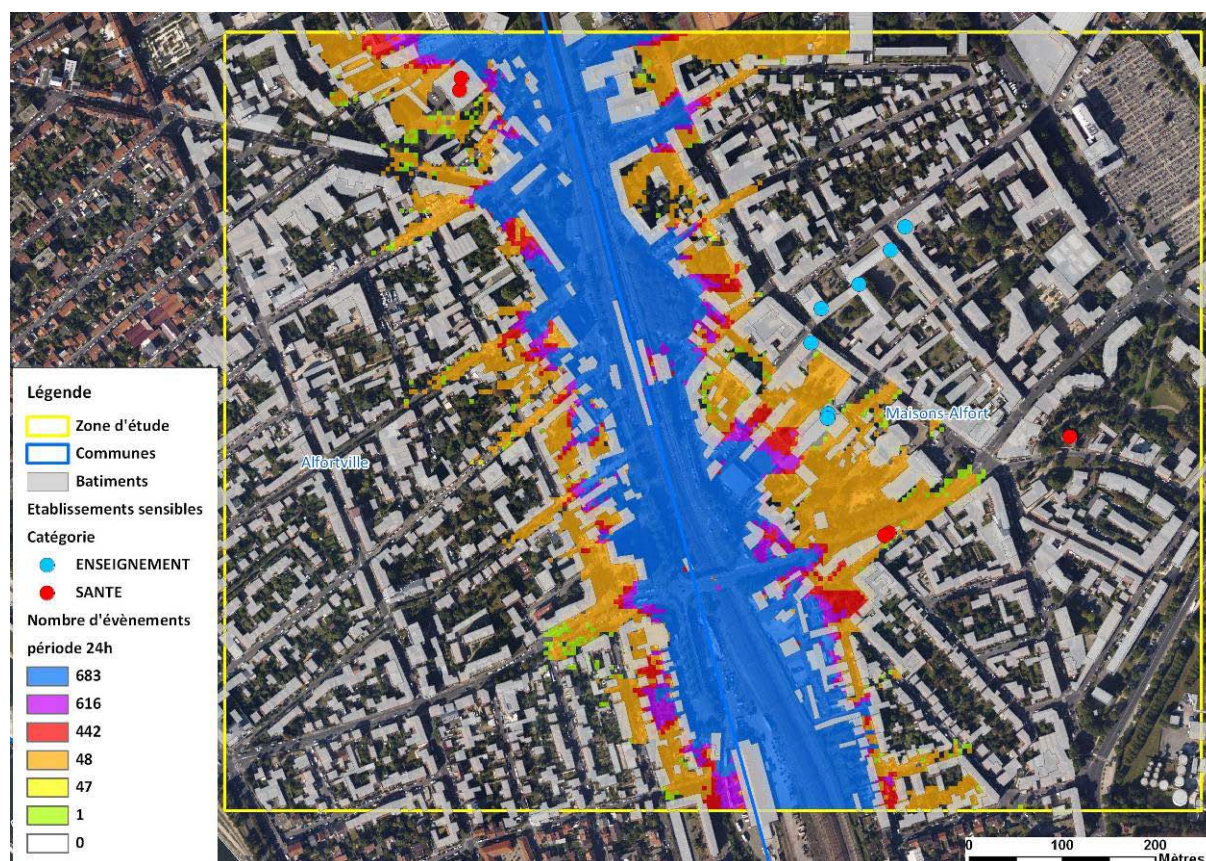 Maisons-Alfort
Alfortville
Légende
Zone d'étude
Communes
Batiments
Etablissements sensibles
Catégorie
ENSEIGNEMENT
SANTE
Nombre d'évènements
période 24h
683
616
442
48
47
1
0
0 100 200
Mètres